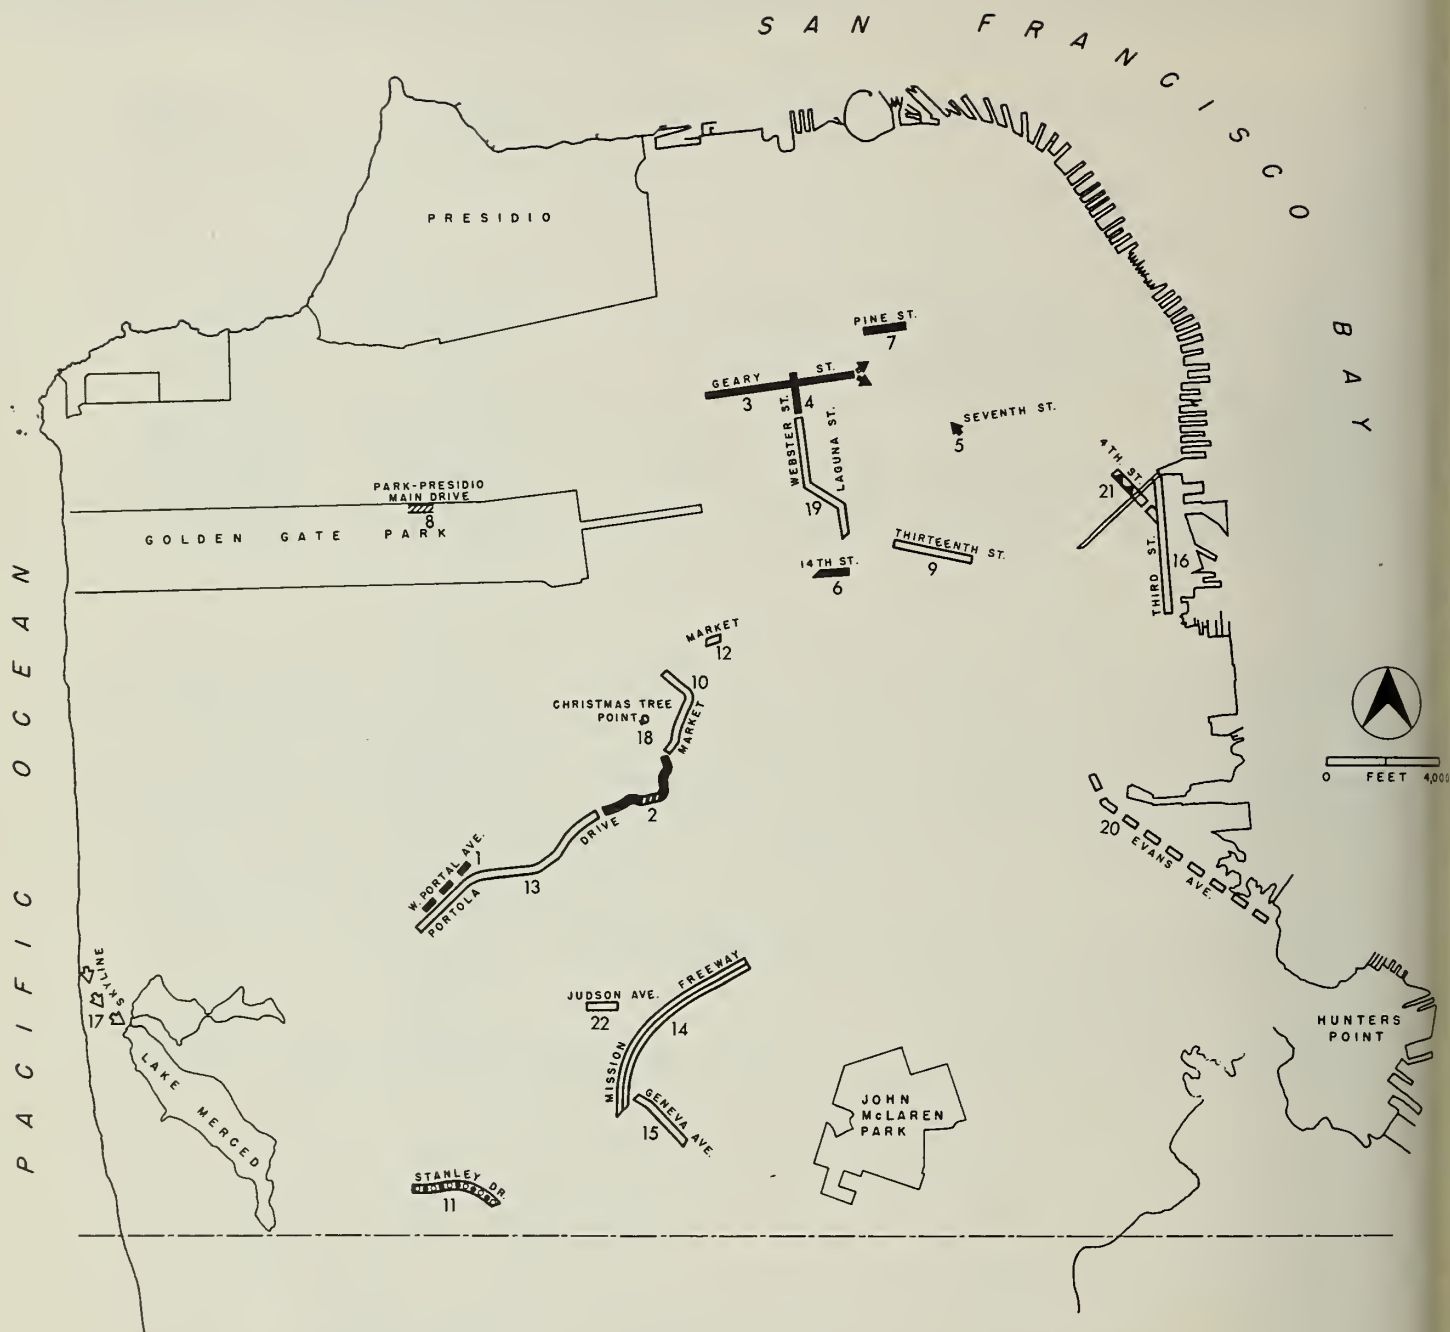 SAN FRANCISCO BAY
PRESIDIO
PINE ST.
7
GEARY ST.
3
4
WEBSTER ST.
LAGUNA ST.
SEVENTH ST.
5
4TH. ST.
21
PARK-PRESIDIO
MAIN DRIVE
8
GOLDEN GATE PARK
19
THIRTEENTH ST.
9
14TH ST.
6
THIRD ST.
16
PACIFIC OCEAN
MARKET
12
10
CHRISTMAS TREE
POINT
18
MARKET
2
0 FEET 4,000
DRIVE
W. PORTAL AVE.
1
PORTOLA
13
20
EVANS AVE.
SKYLINE
17
JUDSON AVE.
22
MISSION FREEWAY
14
HUNTERS
POINT
LAKE MERCED
GENEVA AVE.
15
JOHN
McLAREN
PARK
STANLEY DR.
11